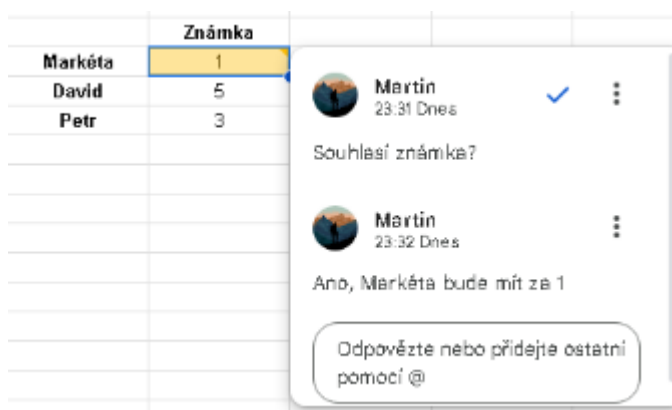 Známka
Markéta 1
David 5
Petr 3
Martin
23:31 Dnes
Souhlasí známka?
Martin
23:32 Dnes
Ano, Markéta bude mít za 1
Odpovězte nebo přidejte ostatní
pomocí @